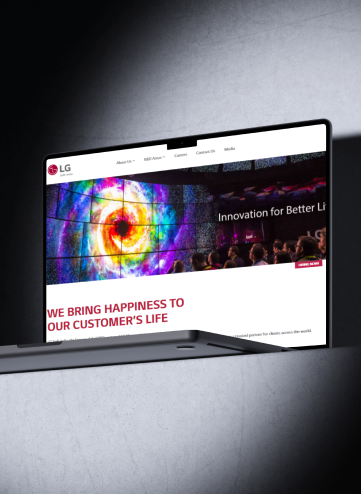 LG
About Us
R&D Areas
Careers
Contact Us
Media
Innovation for Better Li
WE BRING HAPPINESS TO
OUR CUSTOMER'S LIFE
partner for clients across the world.